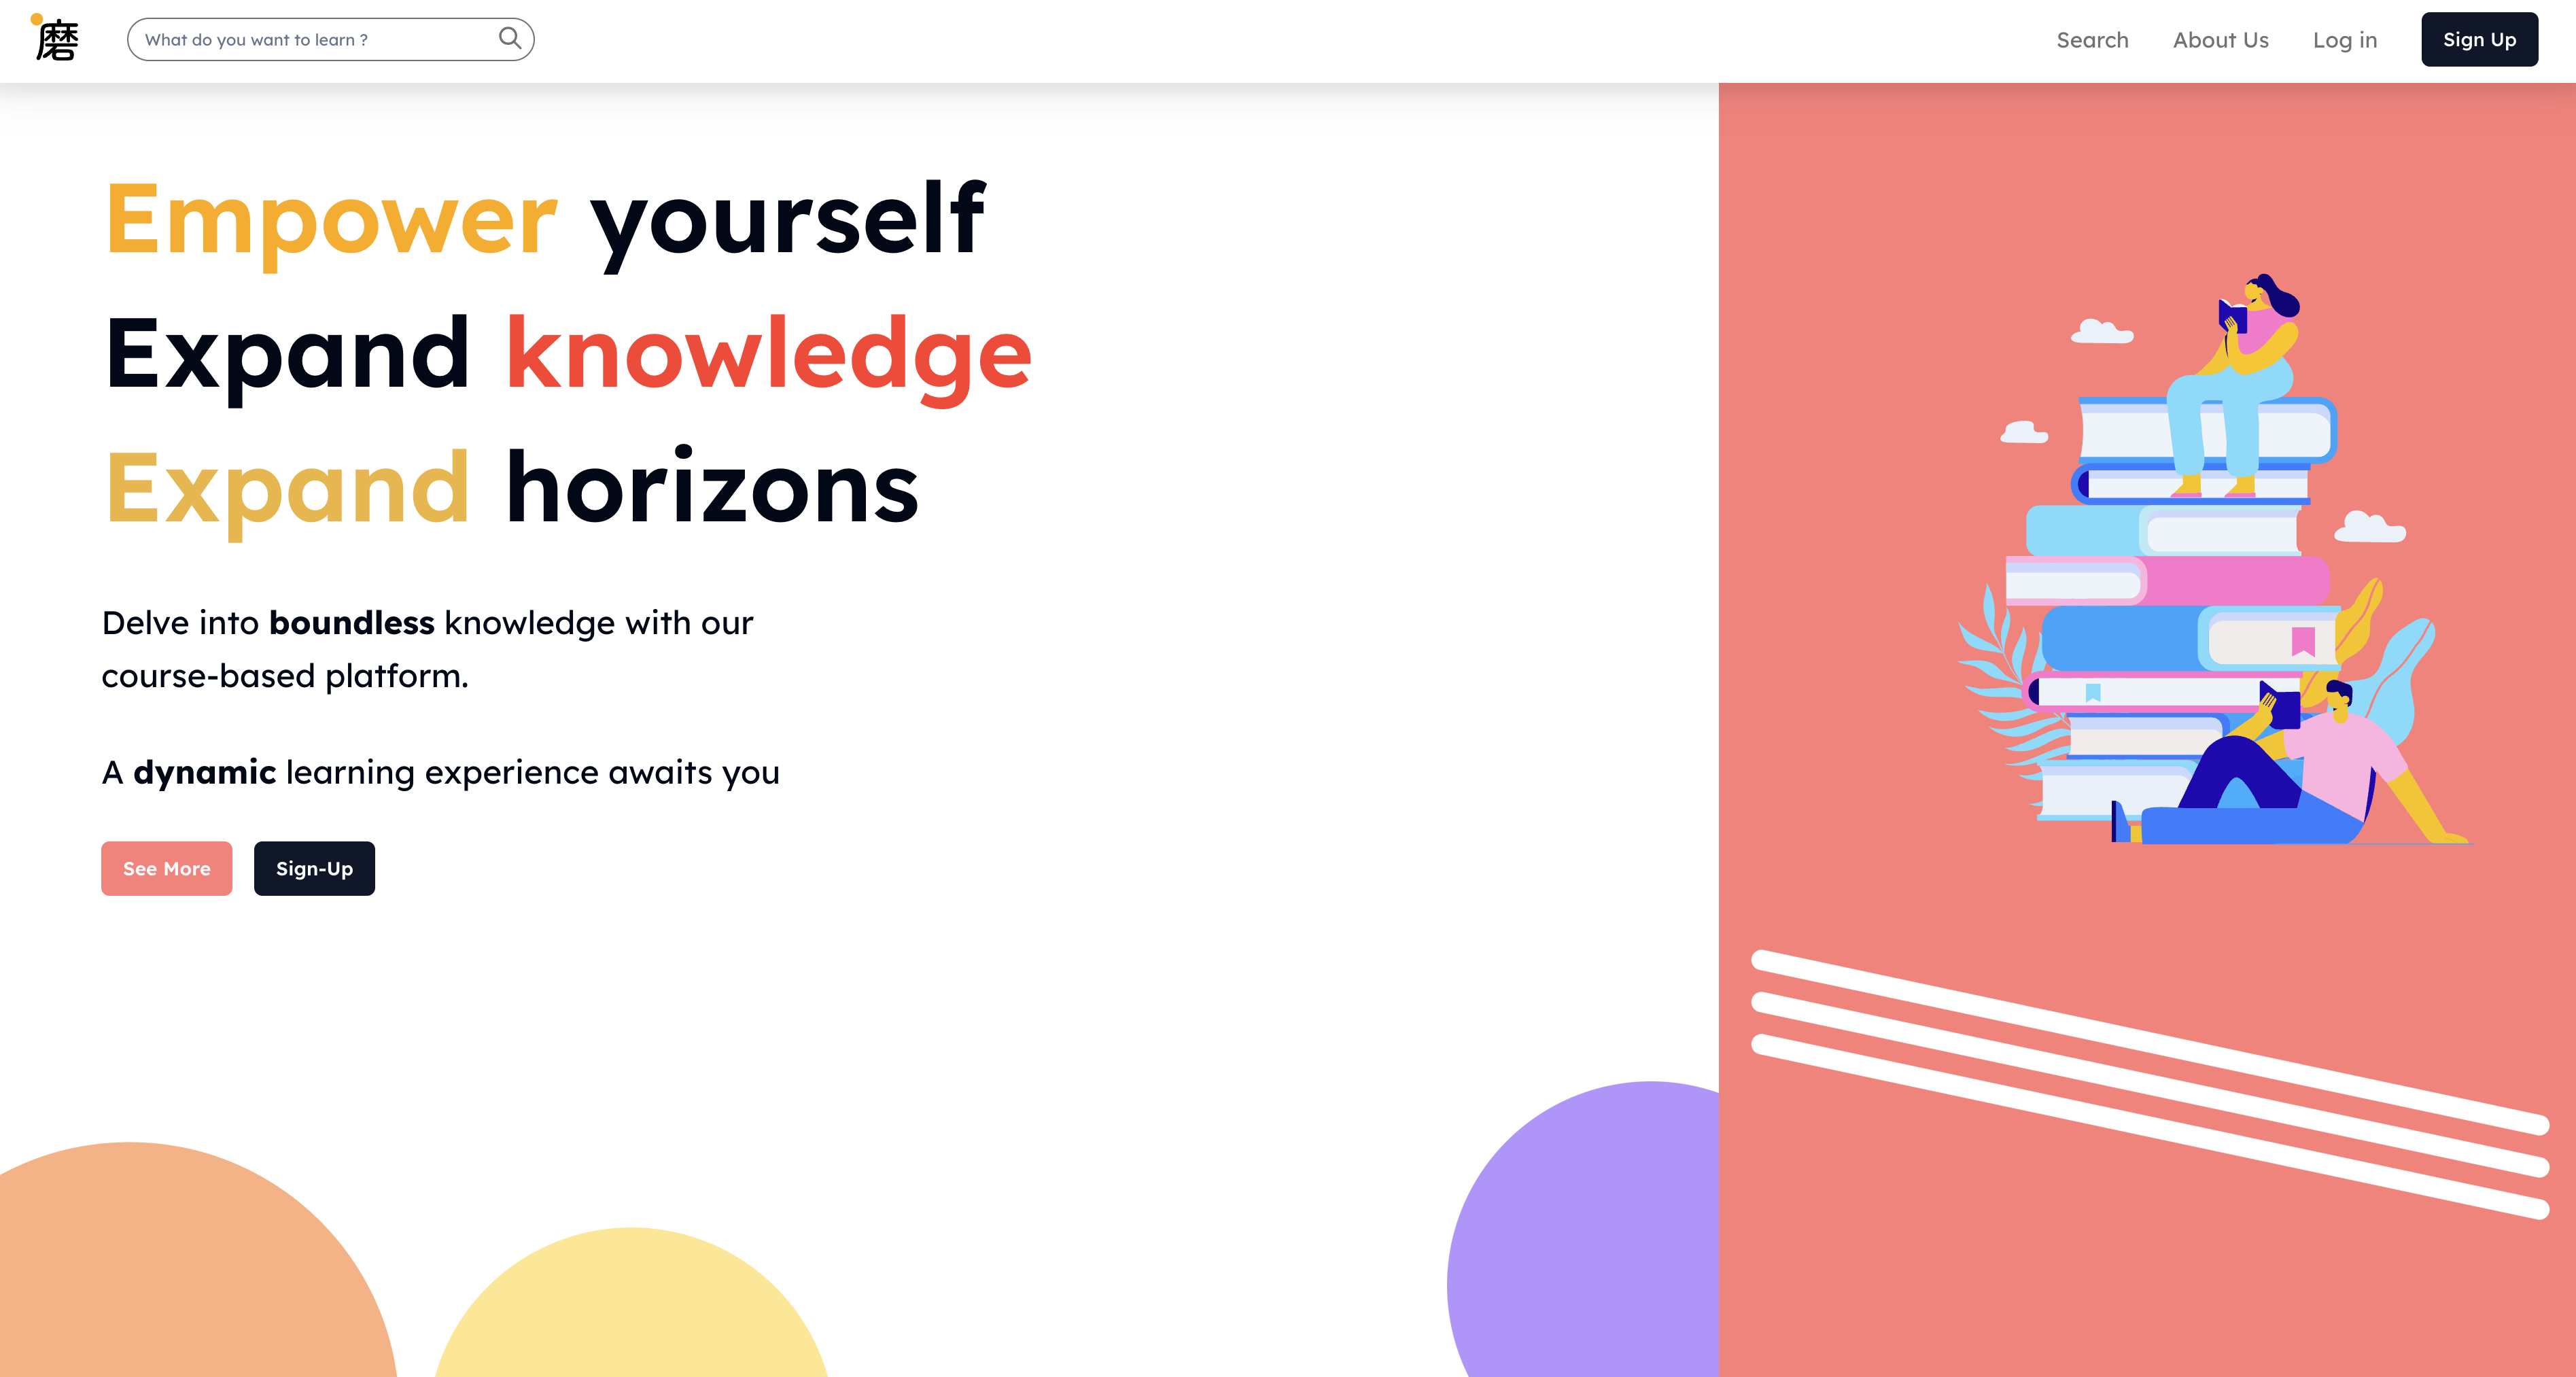 磨
What do you want to learn ?
Search
About Us
Log in
Sign Up
Empower yourself
Expand knowledge
Expand horizons
Delve into boundless knowledge with our
course-based platform.
A dynamic learning experience awaits you
See More
Sign-Up